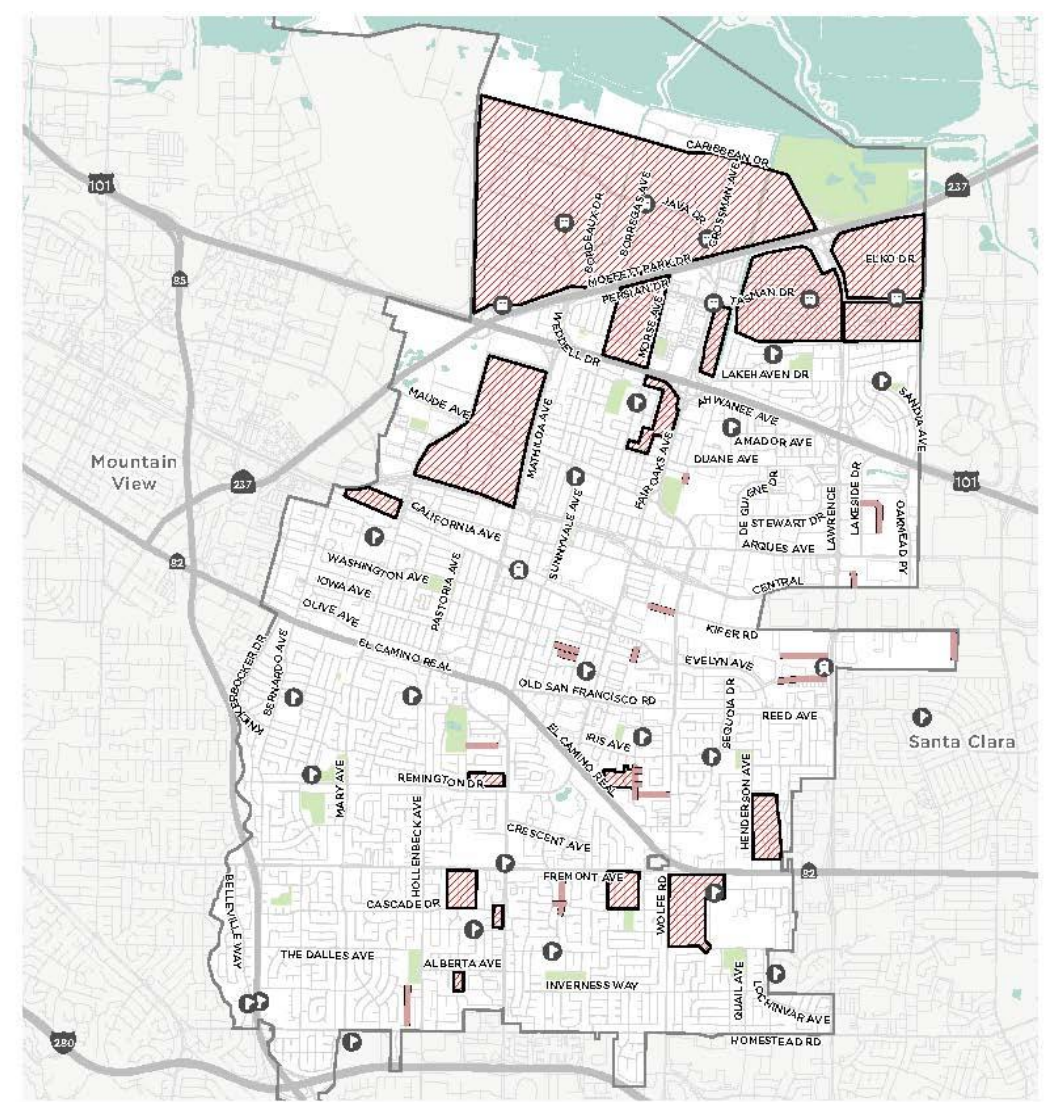 CARIBBEAN DR
101
237
BORDEAUX DR
BORREGAS AVE
JAVA DR
GROSSMAN AVE
ELKO DR
MOFFETT PARK DR
85
PERSIAN DR
TASMAN DR
MORSE AVE
WEDDELL DR
LAKEHAVEN DR
SANDIA AVE
MAUDE AVE
AHWANEE AVE
MATHILDA AVE
AMADOR AVE
FAIR OAKS AVE
DUANE AVE
Mountain
View
237
101
DE GUIGNE DR
LAWRENCE
LAKESIDE DR
OAKMEAD PY
CALIFORNIA AVE
SUNNYVALE AVE
STEWART DR
ARQUES AVE
82
WASHINGTON AVE
PASTORIA AVE
IOWA AVE
CENTRAL
OLIVE AVE
KIFER RD
EL CAMINO REAL
EVELYN AVE
KNICKERBOCKER DR
BERNARDO AVE
OLD SAN FRANCISCO RD
SEQUOIA DR
REED AVE
IRIS AVE
EL CAMINO REAL
Santa Clara
REMINGTON DR
MARY AVE
HENDERSON AVE
HOLLENBECK AVE
CRESCENT AVE
FREMONT AVE
82
BELLEVILLE WAY
CASCADE DR
WOLFE RD
THE DALLES AVE
ALBERTA AVE
INVERNESS WAY
QUAIL AVE
LOCHINVAR AVE
280
HOMESTEAD RD